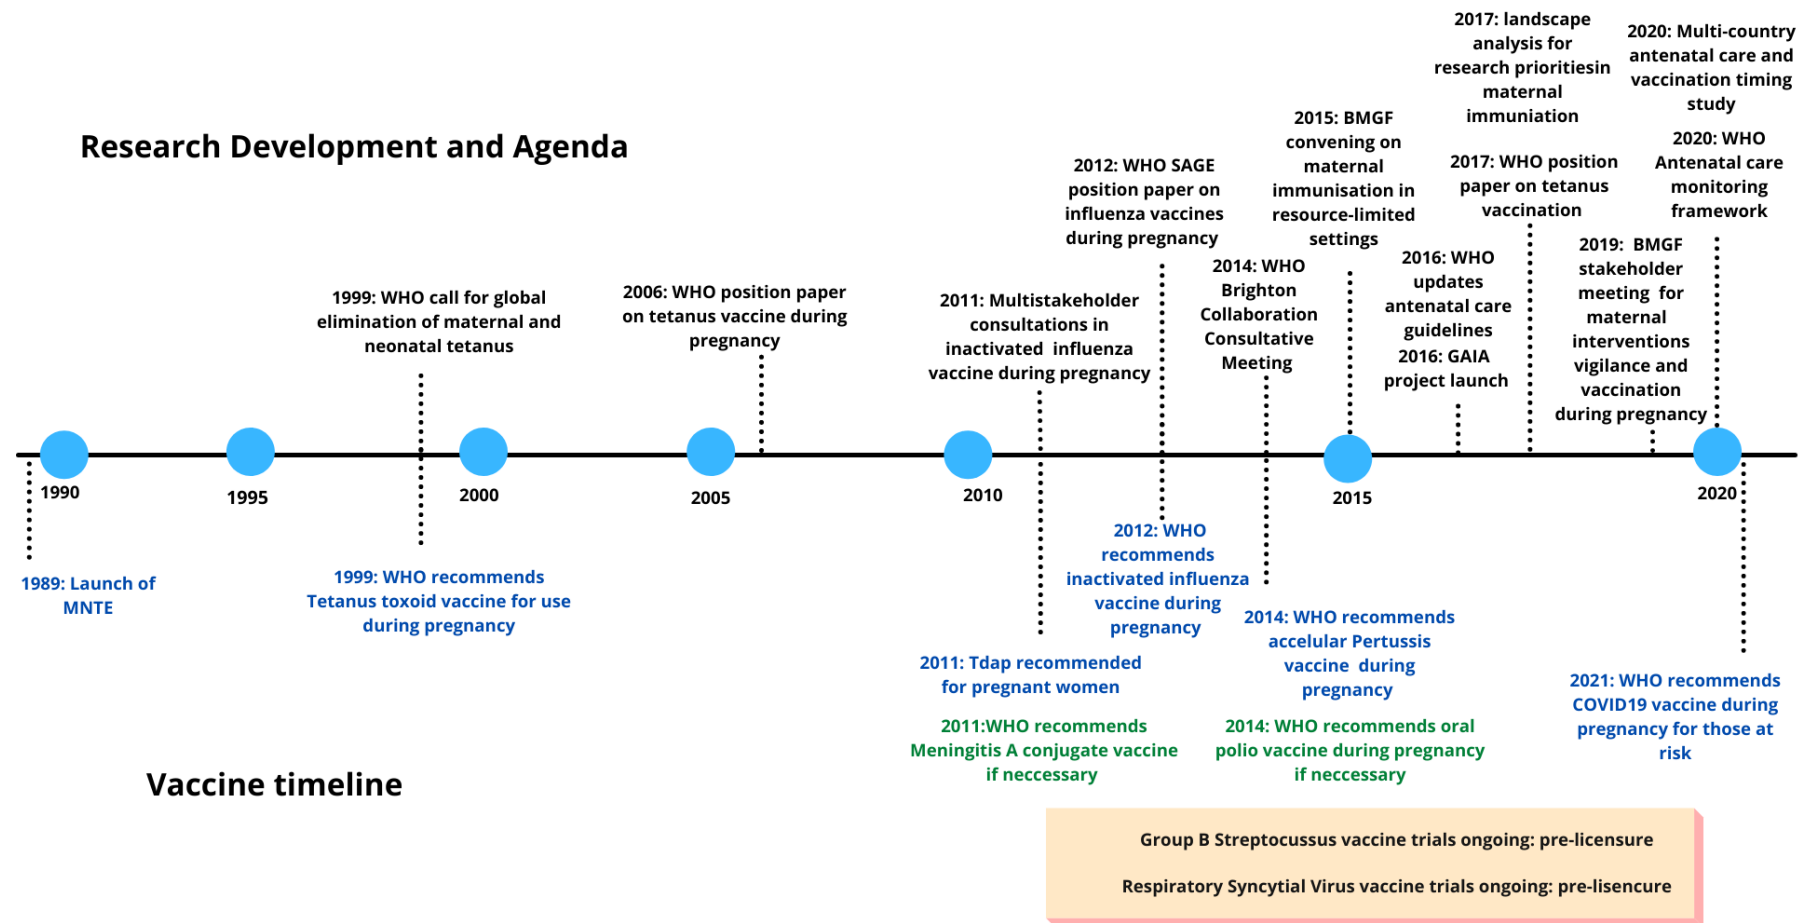 Research Development and Agenda
1999: WHO call for global
elimination of maternal and
neonatal tetanus
2006: WHO position paper
on tetanus vaccine during
pregnancy
2011: Multistakeholder
consultations in
inactivated influenza
vaccine during pregnancy
2012: WHO SAGE
position paper on
influenza vaccines
during pregnancy
2014: WHO
Brighton
Collaboration
Consultative
Meeting
2015: BMGF
convening on
maternal
immunisation in
resource-limited
settings
2016: WHO
updates
antenatal care
guidelines
2016: GAIA
project launch
2017: landscape
analysis for
research prioritiesin
maternal
immuniation
2017: WHO position
paper on tetanus
vaccination
2019: BMGF
stakeholder
meeting for
maternal
interventions
vigilance and
vaccination
during pregnancy
2020: Multi-country
antenatal care and
vaccination timing
study
2020: WHO
Antenatal care
monitoring
framework
1990
1995
2000
2005
2010
2015
2020
1989: Launch of
MNTE
1999: WHO recommends
Tetanus toxoid vaccine for use
during pregnancy
2011: Tdap recommended
for pregnant women
2011:WHO recommends
Meningitis A conjugate vaccine
if neccessary
2012: WHO
recommends
inactivated influenza
vaccine during
pregnancy
2014: WHO recommends
accelular Pertussis
vaccine during
pregnancy
2014: WHO recommends oral
polio vaccine during pregnancy
if neccessary
2021: WHO recommends
COVID19 vaccine during
pregnancy for those at
risk
Vaccine timeline
Group B Streptocussus vaccine trials ongoing: pre-licensure
Respiratory Syncytial Virus vaccine trials ongoing: pre-lisencure